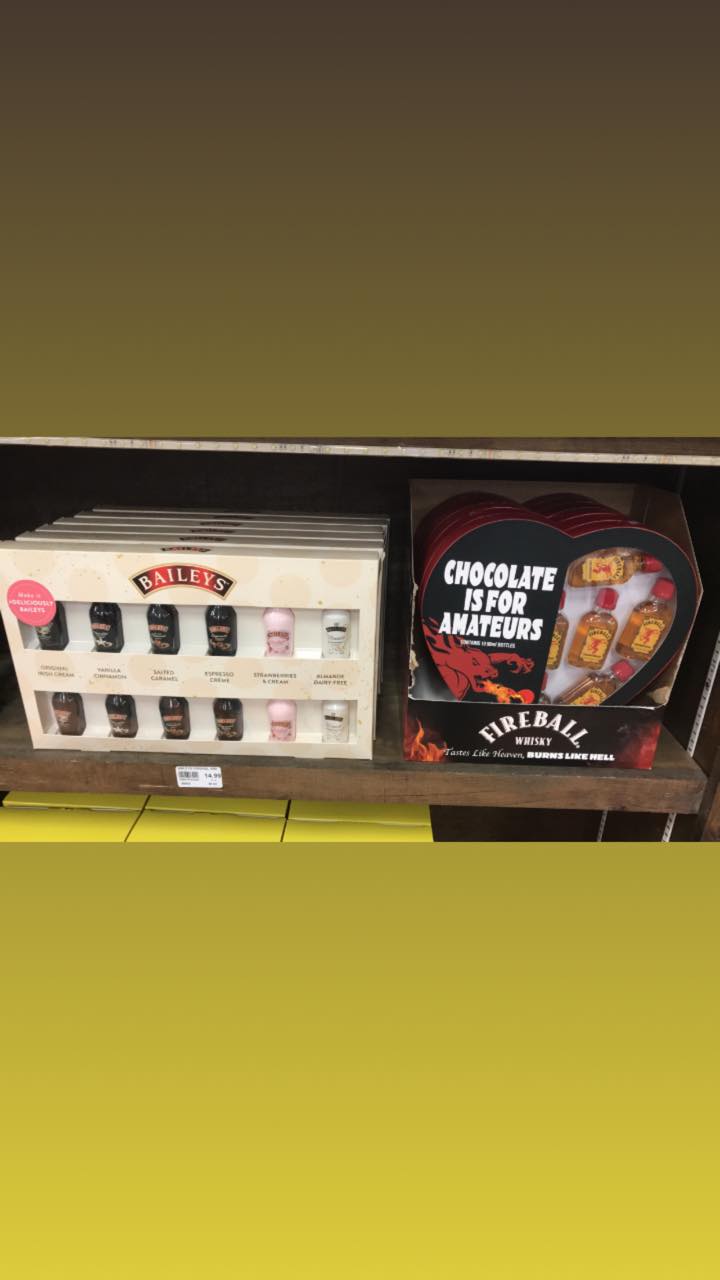 BAILEYS
Make it
#DELICIOUSLY
BAILEYS
ORIGINAL
IRISH CREAM
VANILLA
CINNAMON
SALTED
CARAMEL
ESPRESSO
CRÈME
STRAWBERRIES
& CREAM
ALMANDE
DAIRY-FREE
14.99
CHOCOLATE
IS FOR
AMATEURS
FIREBALL
WHISKY
Tastes Like Heaven, BURNS LIKE HELL